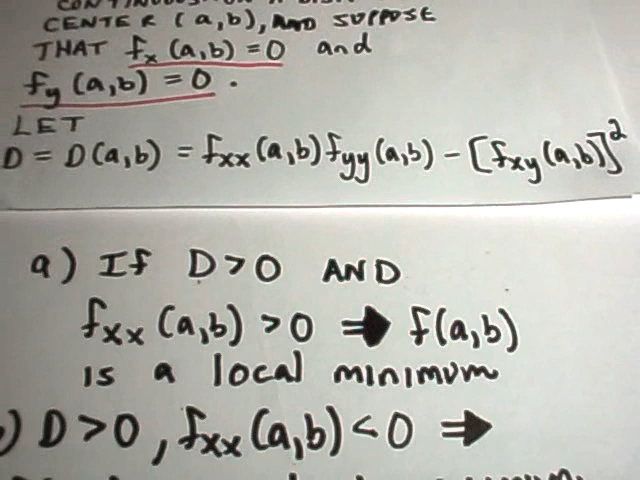 CENTER (a,b), AND SUPPOSE
THAT fx (a,b) = 0 and
fy (a,b) = 0 .
LET
D = D(a,b) = fxx(a,b) fyy(a,b) - [fxy(a,b)]²
a) If D > 0 AND
fxx (a,b) > 0 ⇒ f(a,b)
is a local minimum
) D > 0 , fxx (a,b) < 0 ⇒